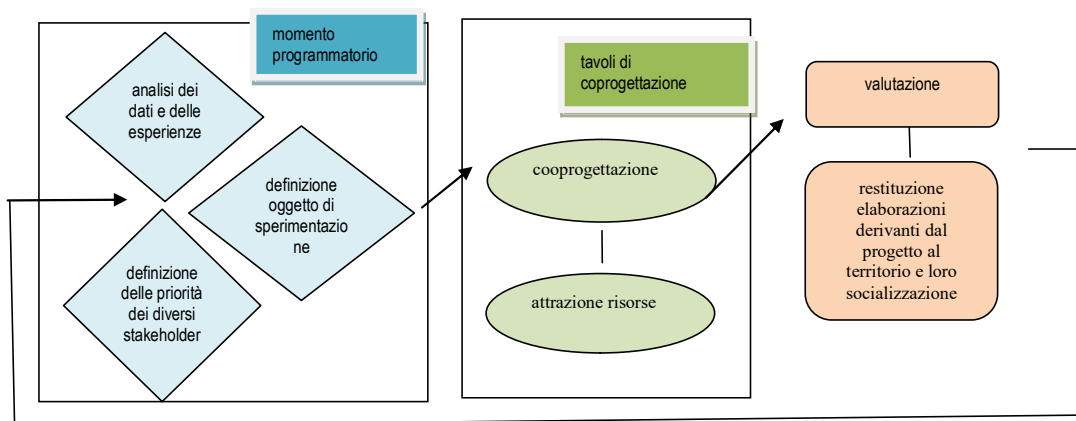 momento
programmatorio
analisi dei
dati e delle
esperienze
definizione
oggetto di
sperimentazio
ne
definizione
delle priorità
dei diversi
stakeholder
tavoli di
coprogettazione
cooprogettazione
attrazione risorse
valutazione
restituzione
elaborazioni
derivanti dal
progetto al
territorio e loro
socializzazione